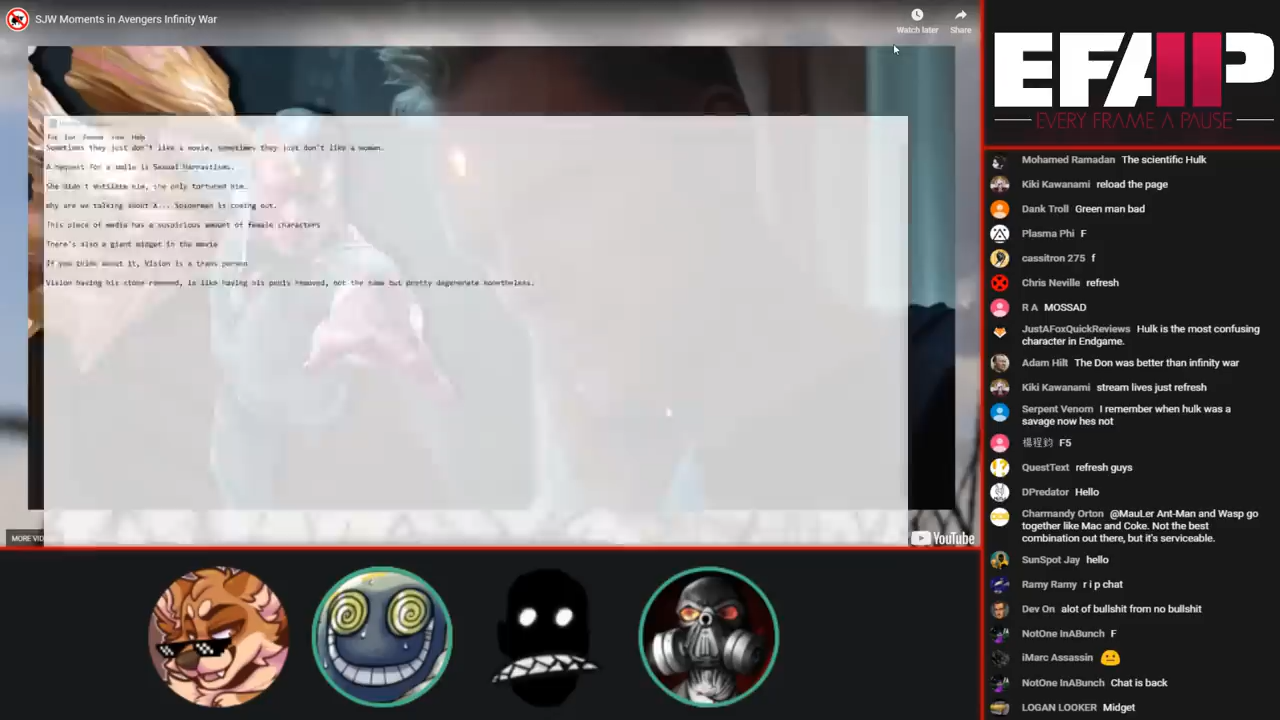 SJW Moments in Avengers Infinity War
Watch later
Share
Help
Sometimes they just don't like a movie, sometimes they just don't like a woman.
A request for a smile is Sexual
She didn't mutilate him, she only tortured him.
Why are we talking about A... Spiderman is coming out.
This piece of media has a suspicious amount of female characters
There's also a giant widget in the movie
If you think about it, Vision is a trans person
Vision having his stone removed, is like having his penis removed, not the same but pretty degenerate nonetheless.
MORE
YouTube
EFAP
EVERY FRAME A PAUSE
Mohamed Ramadan The scientific Hulk
Kiki Kawanami reload the page
Dank Troll Green man bad
Plasma Phi F
cassitron 275 f
Chris Neville refresh
R A MOSSAD
JustAFoxQuickReviews Hulk is the most confusing
character in Endgame.
Adam Hilt The Don was better than infinity war
Kiki Kawanami stream lives just refresh
Serpent Venom I remember when hulk was a
savage now hes not
楊程鈞 F5
QuestText refresh guys
DPredator Hello
Charmandy Orton @MauLer Ant-Man and Wasp go
together like Mac and Coke. Not the best
combination out there, but it's serviceable.
SunSpot Jay hello
Ramy Ramy r i p chat
Dev On alot of bullshit from no bullshit
NotOne InABunch F
iMarc Assassin
NotOne InABunch Chat is back
LOGAN LOOKER Midget